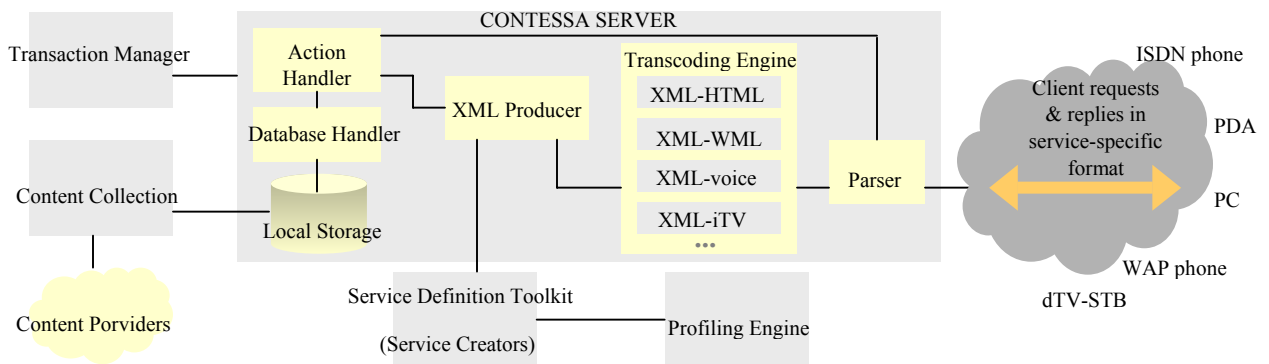 CONTESSA SERVER
Transaction Manager
Action
Handler
Database Handler
Local Storage
Content Collection
Content Porviders
XML Producer
Transcoding Engine
XML-HTML
XML-WML
XML-voice
XML-iTV
•••
Parser
Service Definition Toolkit
(Service Creators)
Profiling Engine
Client requests
& replies in
service-specific
format
ISDN phone
PDA
PC
WAP phone
dTV-STB